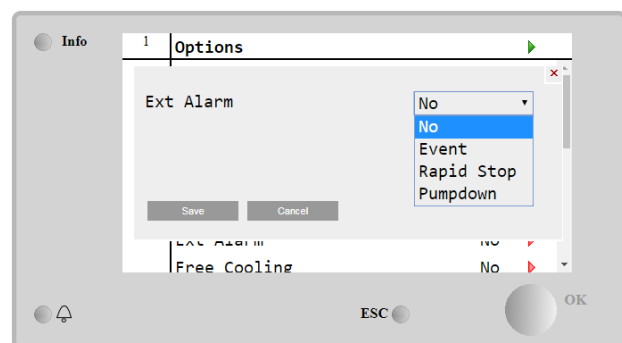 Info
1 Options
×
Ext Alarm No
No
Event
Rapid Stop
Pumpdown
Save Cancel
Ext Alarm No
Free Cooling No
ESC
OK